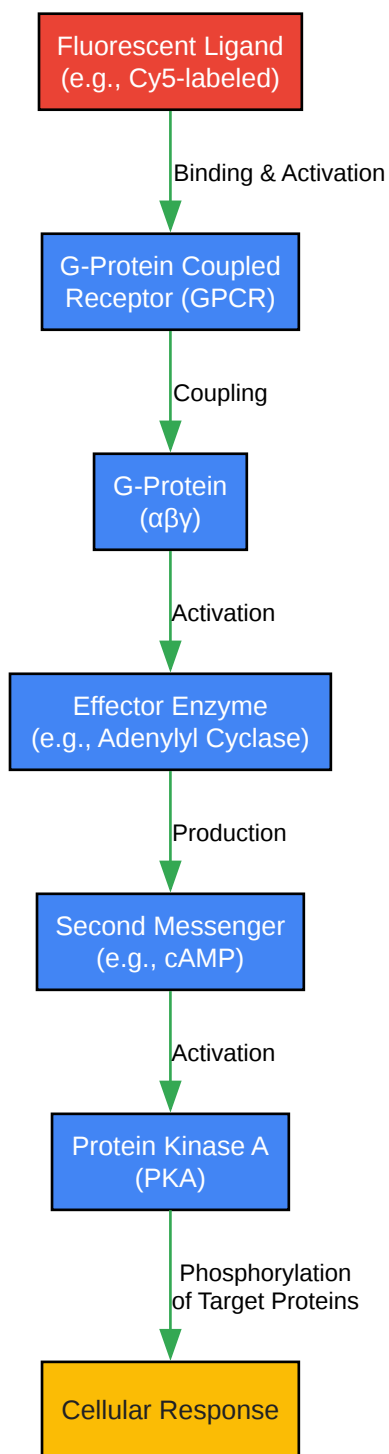 Fluorescent Ligand
(e.g., Cy5-labeled)
Binding & Activation
G-Protein Coupled
Receptor (GPCR)
Coupling
G-Protein
(αβγ)
Activation
Effector Enzyme
(e.g., Adenylyl Cyclase)
Production
Second Messenger
(e.g., cAMP)
Activation
Protein Kinase A
(PKA)
Phosphorylation
of Target Proteins
Cellular Response